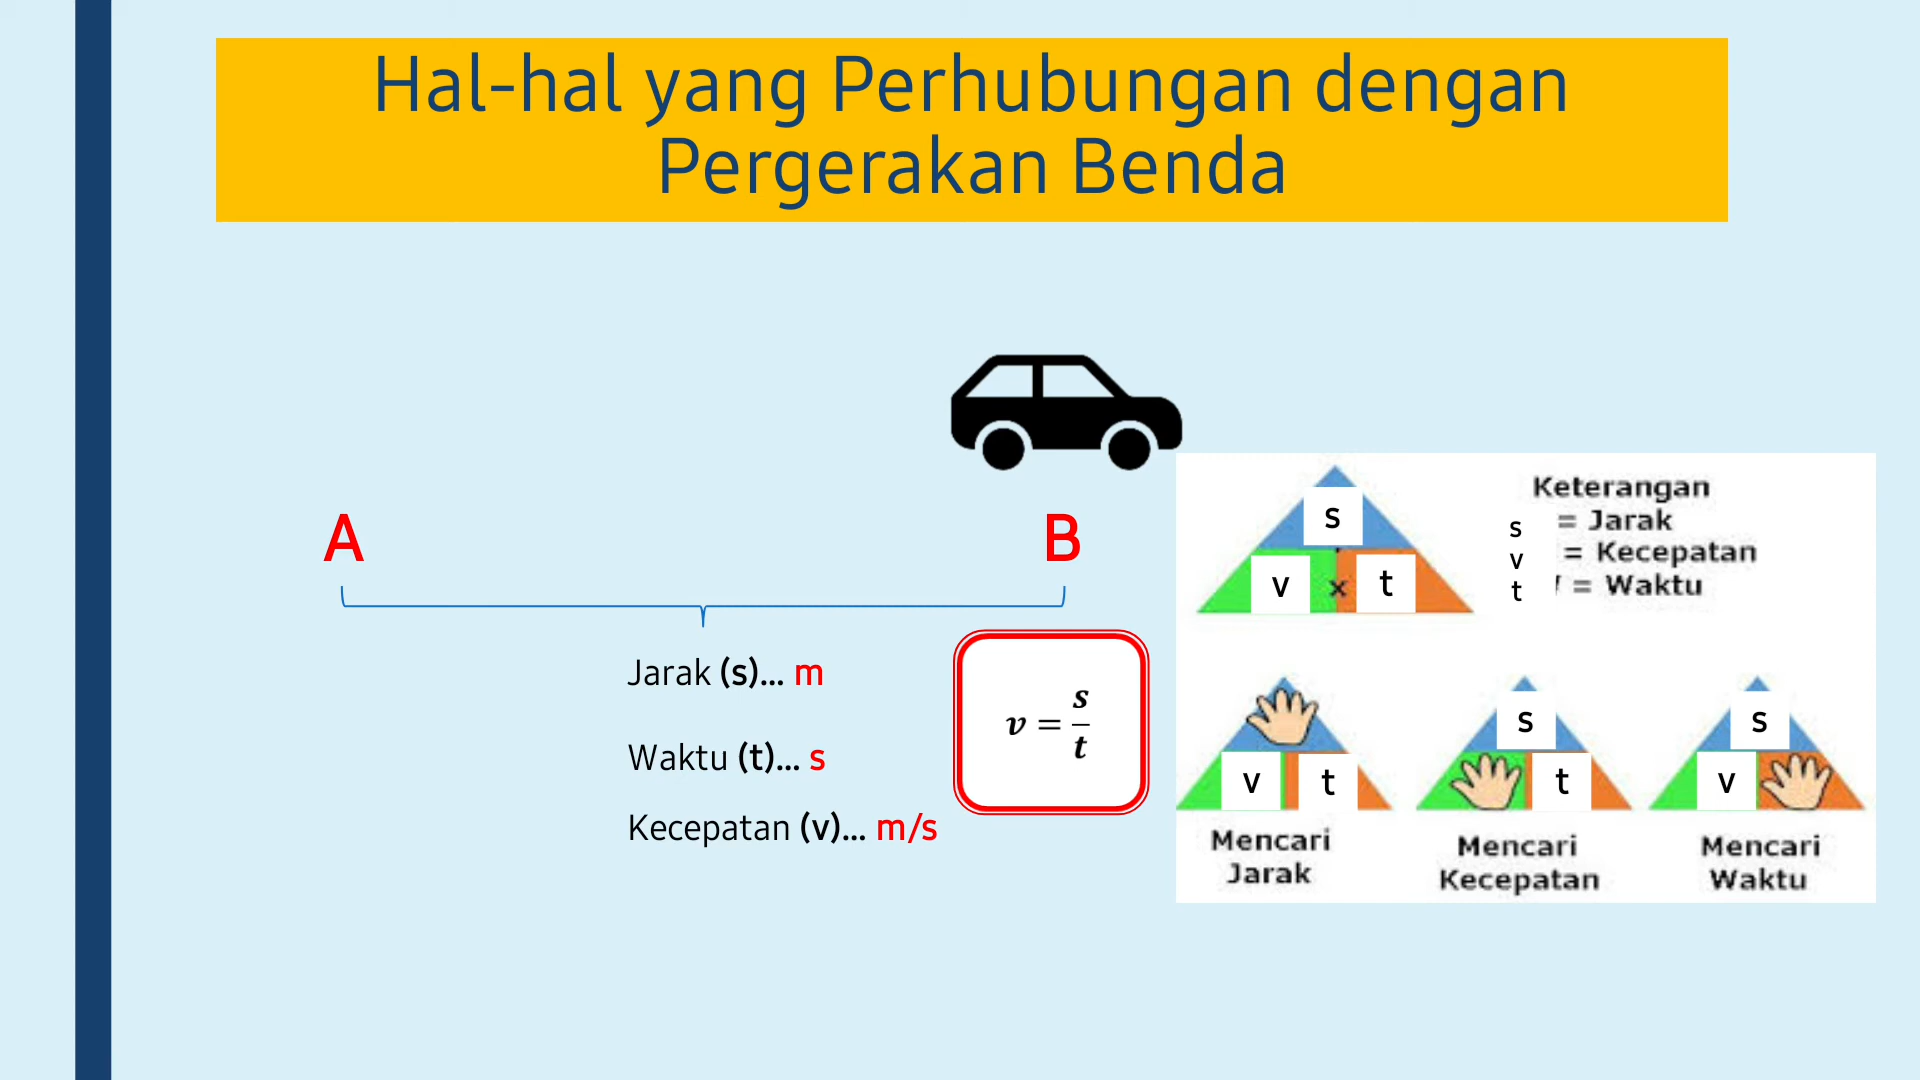 Hal-hal yang Perhubungan dengan
Pergerakan Benda
A
B
Jarak (s)... m
Waktu (t)... s
Kecepatan (v)... m/s
v = s/t
s
v x t
Keterangan
s = Jarak
v = Kecepatan
t = Waktu
v t
Mencari
Jarak
s
t
Mencari
Kecepatan
s
v
Mencari
Waktu